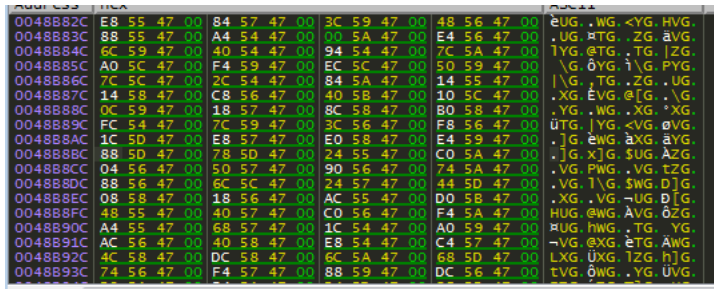 Address Hex ASCII
0048B82C E8 55 47 00 84 57 47 00 3C 59 47 00 48 56 47 00 èUG..WG.<YG.HVG.
0048B83C 88 55 47 00 A4 54 47 00 00 5A 47 00 E4 56 47 00 .UG.¤TG..ZG.äVG.
0048B84C 6C 59 47 00 40 54 47 00 94 54 47 00 7C 5A 47 00 lYG.@TG..TG.|ZG.
0048B85C A0 5C 47 00 F4 59 47 00 EC 5C 47 00 50 59 47 00 \G.ôYG.ì\G.PYG.
0048B86C 7C 5C 47 00 2C 54 47 00 84 5A 47 00 14 55 47 00 |\G.,TG..ZG..UG.
0048B87C 14 58 47 00 C8 56 47 00 40 5B 47 00 10 5C 47 00 .XG.ÈVG.@[G..\G.
0048B88C 0C 59 47 00 18 57 47 00 8C 58 47 00 B0 58 47 00 .YG..WG..XG.°XG.
0048B89C FC 54 47 00 7C 59 47 00 3C 56 47 00 F8 56 47 00 üTG.|YG.<VG.øVG.
0048B8AC 1C 5D 47 00 E8 57 47 00 E0 58 47 00 E4 59 47 00 .]G.èWG.àXG.äYG.
0048B8BC 88 5D 47 00 78 5D 47 00 24 55 47 00 C0 5A 47 00 .]G.x]G.$UG.ÀZG.
0048B8CC 04 56 47 00 50 57 47 00 90 56 47 00 74 5A 47 00 .VG.PWG..VG.tZG.
0048B8DC 88 56 47 00 6C 5C 47 00 24 57 47 00 44 5D 47 00 .VG.l\G.$WG.D]G.
0048B8EC 08 58 47 00 18 56 47 00 AC 55 47 00 D0 5B 47 00 .XG..VG.¬UG.Ð[G.
0048B8FC 48 55 47 00 40 57 47 00 C0 56 47 00 F4 5A 47 00 HUG.@WG.ÀVG.ôZG.
0048B90C A4 55 47 00 68 57 47 00 1C 54 47 00 A0 59 47 00 ¤UG.hWG..TG. YG.
0048B91C AC 56 47 00 40 58 47 00 E8 54 47 00 C4 57 47 00 ¬VG.@XG.èTG.ÄWG.
0048B92C 4C 58 47 00 DC 58 47 00 6C 5A 47 00 68 5D 47 00 LXG.ÜXG.lZG.h]G.
0048B93C 74 56 47 00 F4 57 47 00 88 59 47 00 DC 56 47 00 tVG.ôWG..YG.ÜVG.